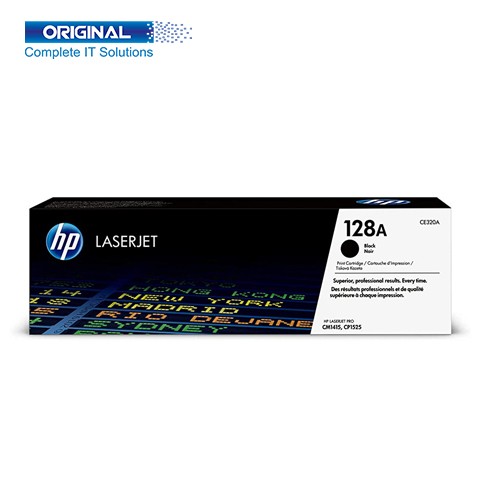 ORIGINAL
Complete IT Solutions
hp
LASERJET
HONG KONG
NEW YORK
MADRID
RIO DE JANE
SYDNEY
128A
CE320A
Black
Noir
Print Cartridge / Cartouche d'impression /
Superior, professional results. Every time.
Des résultats professionnels et de qualité
supérieure à chaque impression.
HP LASERJET PRO
CM1415, CP1525